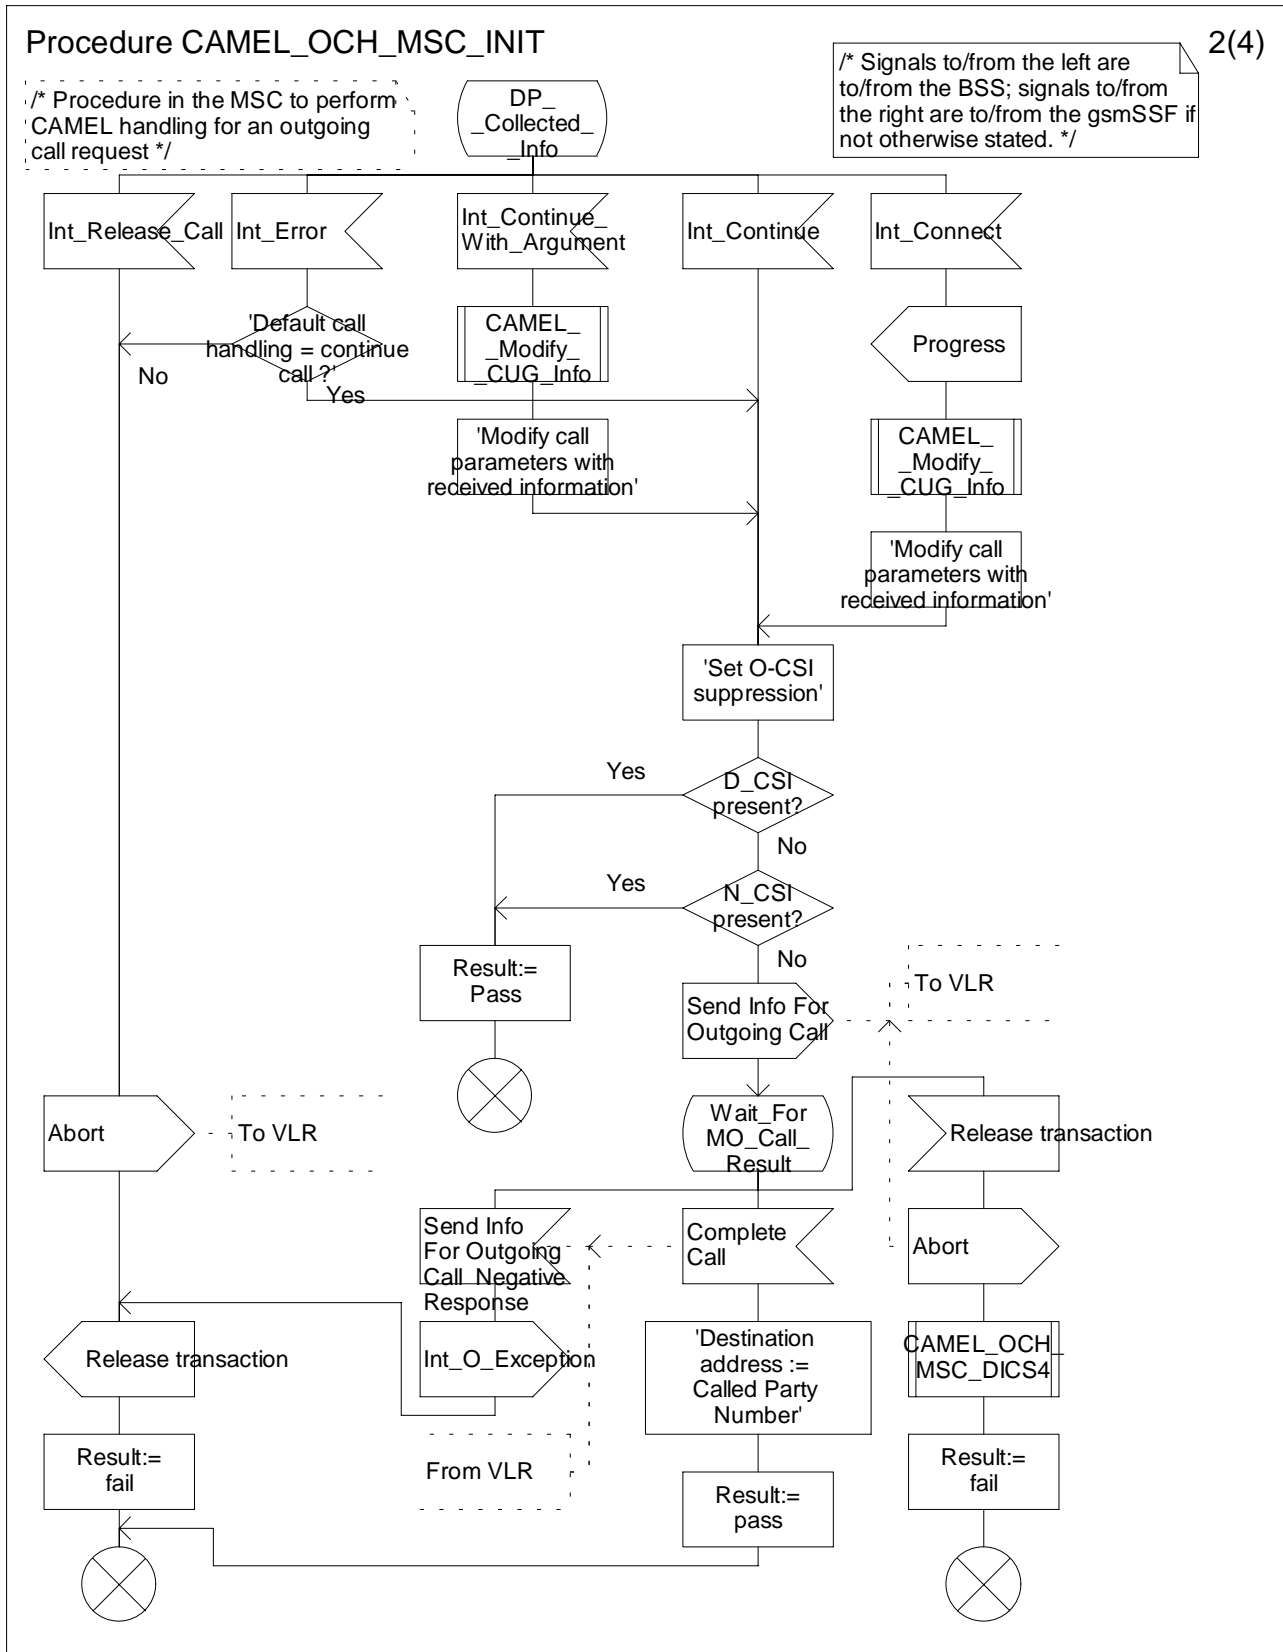 Procedure CAMEL_OCH_MSC_INIT
2(4)
/* Procedure in the MSC to perform
CAMEL handling for an outgoing
call request */
DP_
_Collected_
_Info
/* Signals to/from the left are
to/from the BSS; signals to/from
the right are to/from the gsmSSF if
not otherwise stated. */
Int_Release_Call
Int_Error
Int_Continue_
With_Argument
Int_Continue
Int_Connect
'Default call
handling = continue
call ?'
No
Yes
CAMEL_
_Modify_
_CUG_Info
Progress
'Modify call
parameters with
received information'
CAMEL_
_Modify_
_CUG_Info
'Modify call
parameters with
received information'
'Set O-CSI
suppression'
Yes
D_CSI
present?
No
Yes
N_CSI
present?
No
Result:=
Pass
Send Info For
Outgoing Call
To VLR
Abort
To VLR
Wait_For
MO_Call_
Result
Release transaction
Send Info
For Outgoing
Call Negative
Response
Complete
Call
Abort
Release transaction
Int_O_Exception
'Destination
address :=
Called Party
Number'
CAMEL_OCH_
MSC_DICS4
Result:=
fail
From VLR
Result:=
pass
Result:=
fail